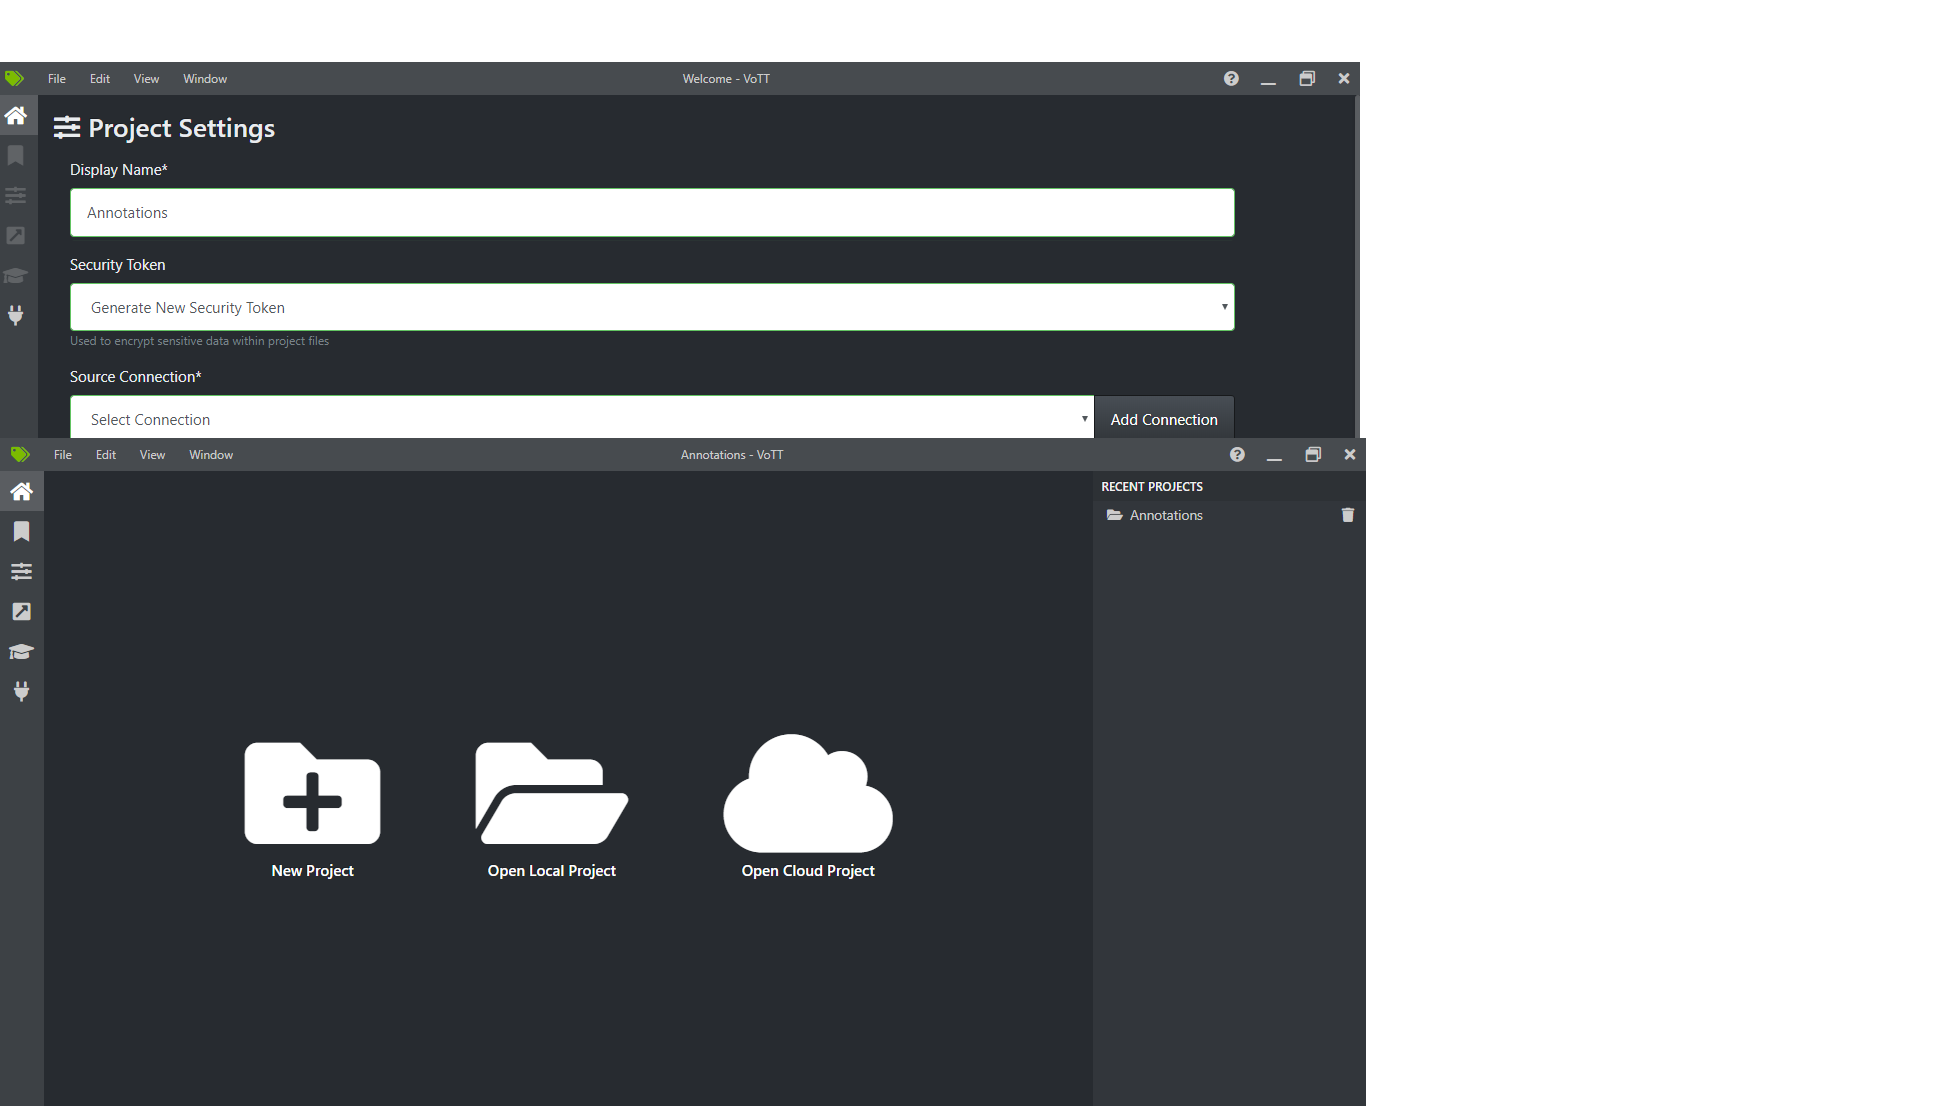 File Edit View Window Welcome - VoTT
Project Settings
Display Name*
Annotations
Security Token
Generate New Security Token
Used to encrypt sensitive data within project files
Source Connection*
Select Connection Add Connection
File Edit View Window Annotations - VoTT
RECENT PROJECTS
Annotations
New Project Open Local Project Open Cloud Project